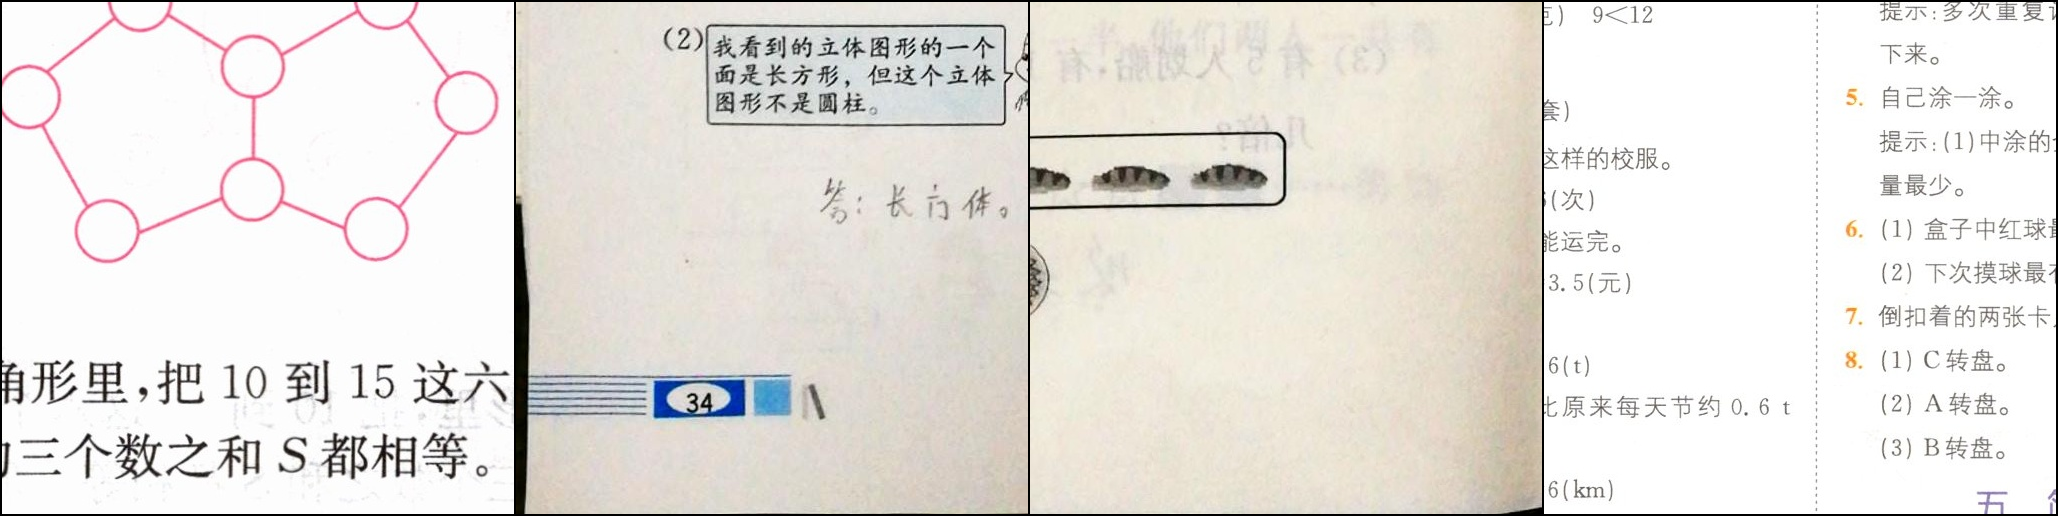 角形里,把 10 到 15 这六
三个数之和 S 都相等。
(2) 我看到的立体图形的一个
面是长方形，但这个立体
图形不是圆柱。
答：长方体。
34
(3) 有 5 人划船,有
几倍?
9<12
套)
这样的校服。
(次)
能运完。
3.5(元)
6(t)
比原来每天节约 0.6 t
6(km)
提示:多次重复
下来。
5. 自己涂一涂。
提示:(1)中涂的
量最少。
6. (1) 盒子中红球
(2) 下次摸球最
7. 倒扣着的两张卡
8. (1) C转盘。
(2) A转盘。
(3) B转盘。
五